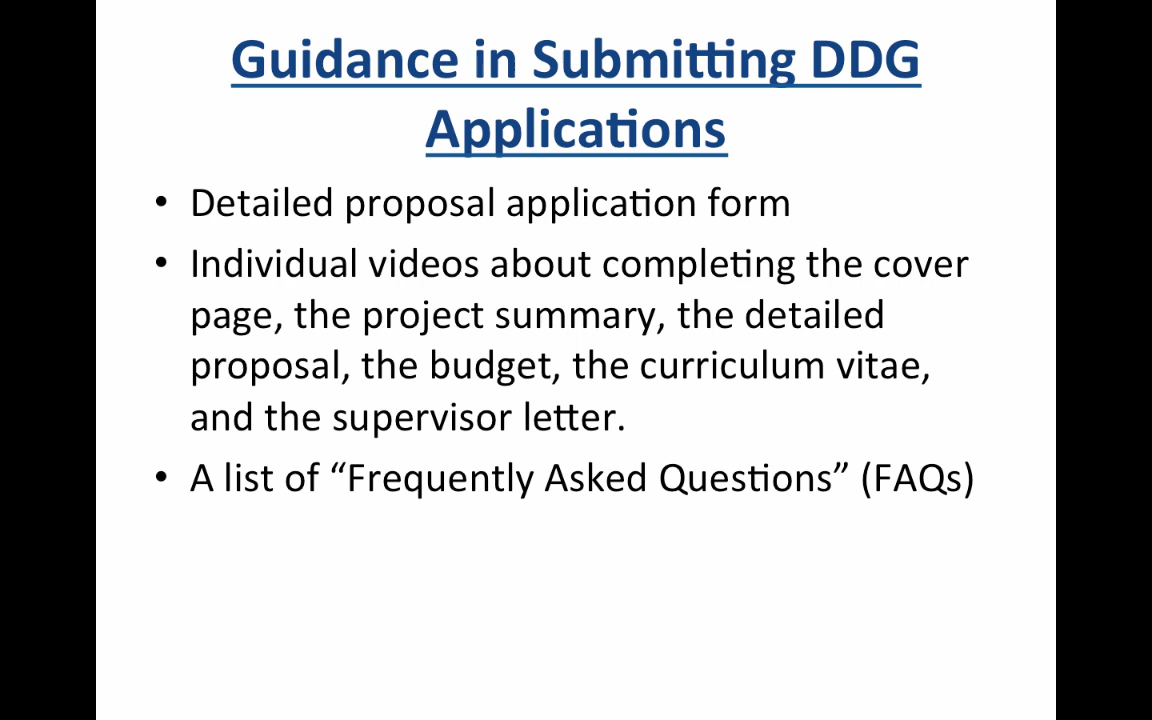 Guidance in Submitting DDG
Applications
• Detailed proposal application form
• Individual videos about completing the cover
page, the project summary, the detailed
proposal, the budget, the curriculum vitae,
and the supervisor letter.
• A list of “Frequently Asked Questions” (FAQs)